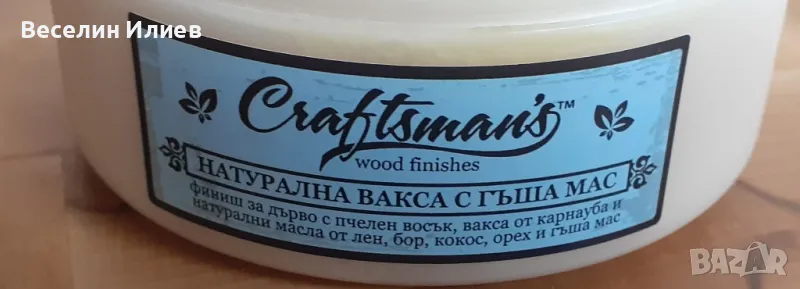 Веселин Илиев
Craftsman's™
wood finishes
НАТУРАЛНА ВАКСА С ГЪША МАС
финиш за дърво с пчелен восък, вакса от карнауба и
натурални масла от лен, бор, кокос, орех и гъша мас
BAZAR